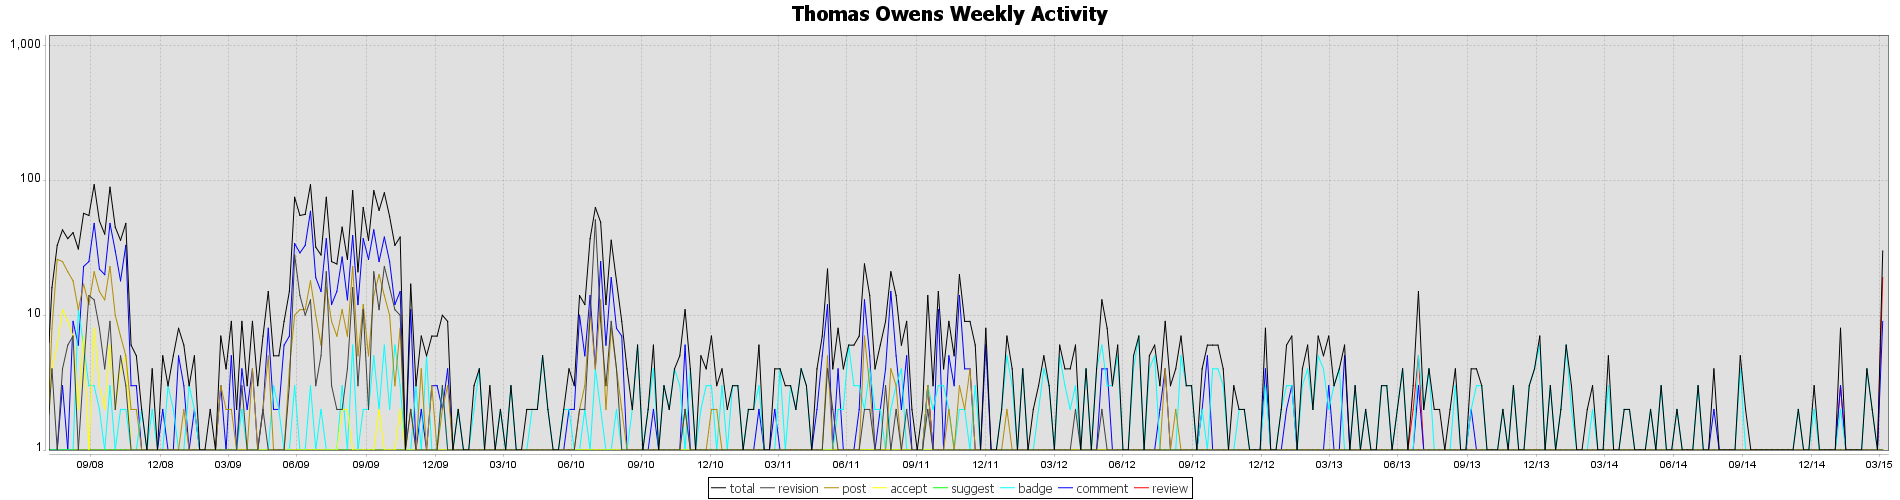 Thomas Owens Weekly Activity
1,000
100
10
1
09/08 12/08 03/09 06/09 09/09 12/09 03/10 06/10 09/10 12/10 03/11 06/11 09/11 12/11 03/12 06/12 09/12 12/12 03/13 06/13 09/13 12/13 03/14 06/14 09/14 12/14 03/15
total revision post accept suggest badge comment review